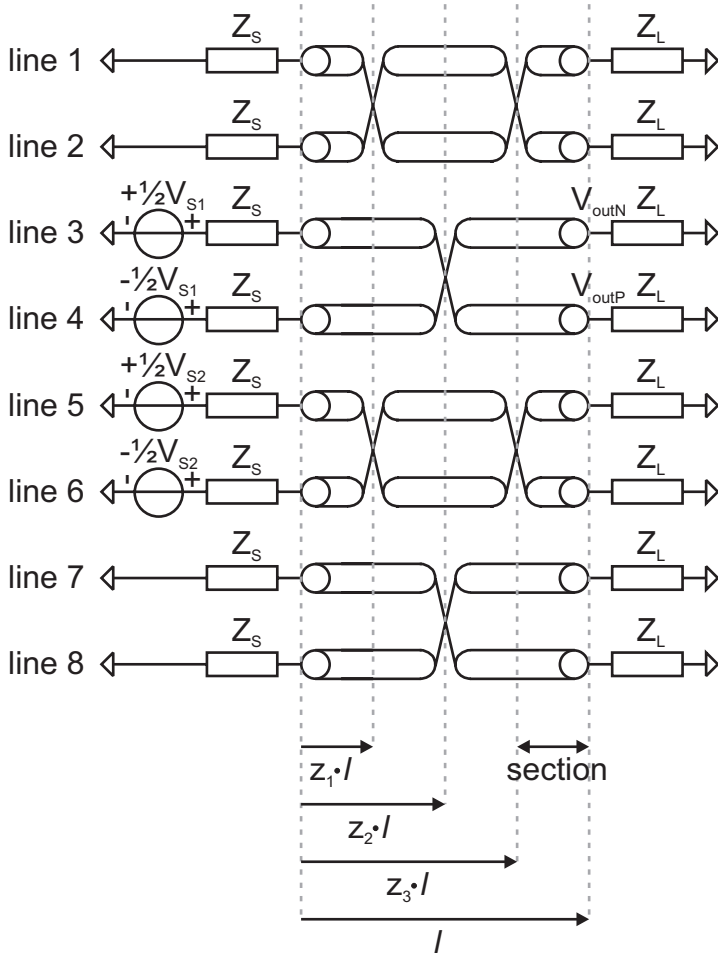 Z_S Z_L
line 1
Z_S Z_L
line 2
+½V_S1 Z_S V_outN Z_L
line 3 - +
-½V_S1 Z_S V_outP Z_L
line 4 - +
+½V_S2 Z_S Z_L
line 5 - +
-½V_S2 Z_S Z_L
line 6 - +
Z_S Z_L
line 7
Z_S Z_L
line 8
z_1·l section
z_2·l
z_3·l
l